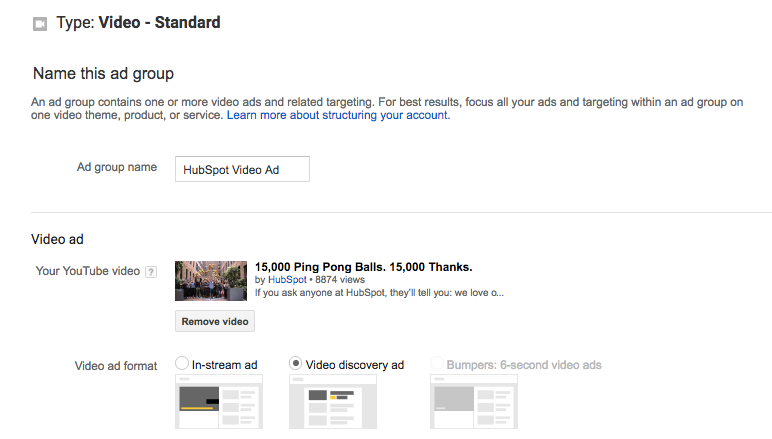 Type: Video - Standard
Name this ad group
An ad group contains one or more video ads and related targeting. For best results, focus all your ads and targeting within an ad group on
one video theme, product, or service. Learn more about structuring your account.
Ad group name
HubSpot Video Ad
Video ad
Your YouTube video ?
15,000 Ping Pong Balls. 15,000 Thanks.
by HubSpot • 8874 views
If you ask anyone at HubSpot, they'll tell you: we love o...
Remove video
Video ad format
In-stream ad
Video discovery ad
Bumpers: 6-second video ads